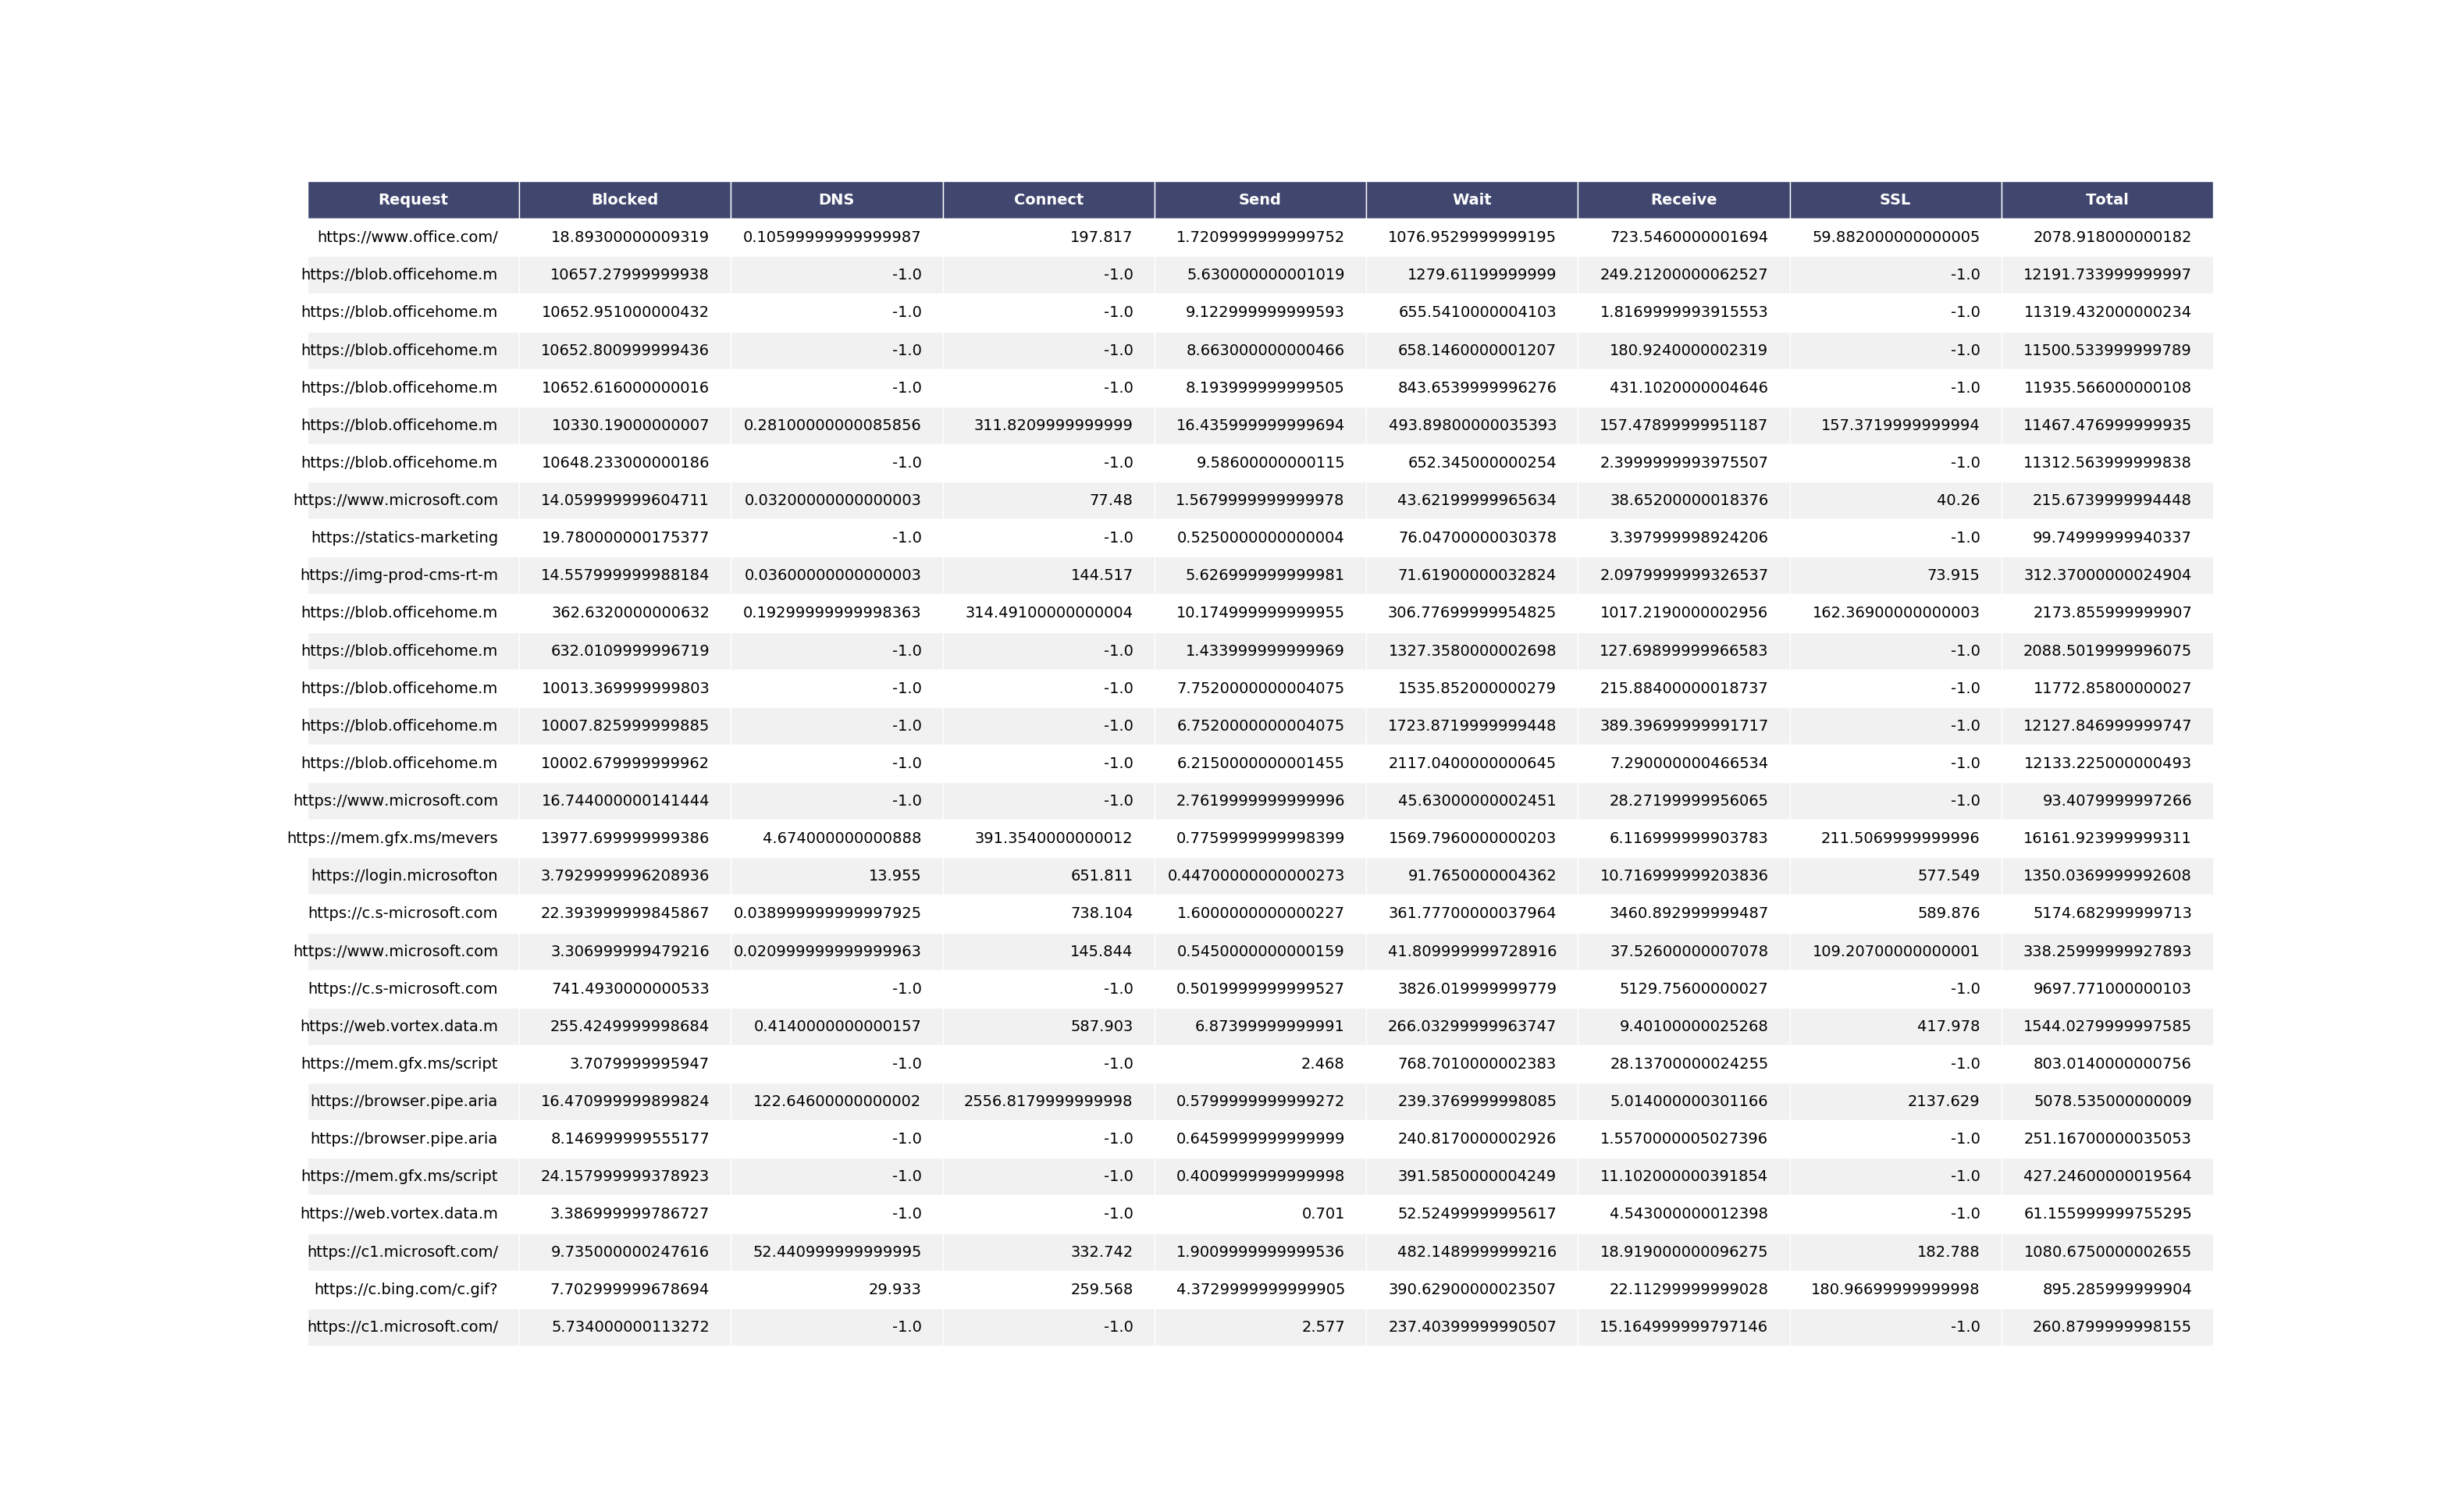 Request Blocked DNS Connect Send Wait Receive SSL Total
https://www.office.com/ 18.89300000009319 0.10599999999999987 197.817 1.7209999999999752 1076.9529999999195 723.5460000001694 59.882000000000005 2078.918000000182
https://blob.officehome.m 10657.27999999938 -1.0 -1.0 5.630000000001019 1279.61199999999 249.21200000062527 -1.0 12191.733999999997
https://blob.officehome.m 10652.951000000432 -1.0 -1.0 9.122999999999593 655.5410000004103 1.8169999993915553 -1.0 11319.432000000234
https://blob.officehome.m 10652.800999999436 -1.0 -1.0 8.663000000000466 658.1460000001207 180.9240000002319 -1.0 11500.533999999789
https://blob.officehome.m 10652.616000000016 -1.0 -1.0 8.193999999999505 843.6539999996276 431.1020000004646 -1.0 11935.566000000108
https://blob.officehome.m 10330.19000000007 0.28100000000085856 311.8209999999999 16.435999999999694 493.89800000035393 157.47899999951187 157.3719999999994 11467.476999999935
https://blob.officehome.m 10648.233000000186 -1.0 -1.0 9.58600000000115 652.345000000254 2.3999999993975507 -1.0 11312.563999999838
https://www.microsoft.com 14.059999999604711 0.03200000000000003 77.48 1.5679999999999978 43.62199999965634 38.65200000018376 40.26 215.6739999994448
https://statics-marketing 19.780000000175377 -1.0 -1.0 0.5250000000000004 76.04700000030378 3.397999998924206 -1.0 99.74999999940337
https://img-prod-cms-rt-m 14.557999999988184 0.03600000000000003 144.517 5.626999999999981 71.61900000032824 2.0979999999326537 73.915 312.37000000024904
https://blob.officehome.m 362.6320000000632 0.19299999999998363 314.49100000000004 10.174999999999955 306.77699999954825 1017.2190000002956 162.36900000000003 2173.855999999907
https://blob.officehome.m 632.0109999996719 -1.0 -1.0 1.433999999999969 1327.3580000002698 127.69899999966583 -1.0 2088.5019999996075
https://blob.officehome.m 10013.369999999803 -1.0 -1.0 7.7520000000004075 1535.852000000279 215.88400000018737 -1.0 11772.85800000027
https://blob.officehome.m 10007.825999999885 -1.0 -1.0 6.7520000000004075 1723.8719999999448 389.39699999991717 -1.0 12127.846999999747
https://blob.officehome.m 10002.679999999962 -1.0 -1.0 6.2150000000001455 2117.0400000000645 7.290000000466534 -1.0 12133.225000000493
https://www.microsoft.com 16.744000000141444 -1.0 -1.0 2.7619999999999996 45.63000000002451 28.27199999956065 -1.0 93.4079999997266
https://mem.gfx.ms/mevers 13977.699999999386 4.674000000000888 391.3540000000012 0.7759999999998399 1569.7960000000203 6.116999999903783 211.5069999999996 16161.923999999311
https://login.microsofton 3.7929999996208936 13.955 651.811 0.44700000000000273 91.7650000004362 10.716999999203836 577.549 1350.0369999992608
https://c.s-microsoft.com 22.393999999845867 0.038999999999997925 738.104 1.6000000000000227 361.77700000037964 3460.892999999487 589.876 5174.682999999713
https://www.microsoft.com 3.306999999479216 0.020999999999999963 145.844 0.5450000000000159 41.809999999728916 37.52600000007078 109.20700000000001 338.25999999927893
https://c.s-microsoft.com 741.4930000000533 -1.0 -1.0 0.5019999999999527 3826.019999999779 5129.75600000027 -1.0 9697.771000000103
https://web.vortex.data.m 255.4249999998684 0.4140000000000157 587.903 6.87399999999991 266.03299999963747 9.40100000025268 417.978 1544.0279999997585
https://mem.gfx.ms/script 3.7079999995947 -1.0 -1.0 2.468 768.7010000002383 28.13700000024255 -1.0 803.0140000000756
https://browser.pipe.aria 16.470999999899824 122.64600000000002 2556.8179999999998 0.5799999999999272 239.3769999998085 5.014000000301166 2137.629 5078.535000000009
https://browser.pipe.aria 8.146999999555177 -1.0 -1.0 0.6459999999999999 240.8170000002926 1.5570000005027396 -1.0 251.16700000035053
https://mem.gfx.ms/script 24.157999999378923 -1.0 -1.0 0.4009999999999998 391.5850000004249 11.102000000391854 -1.0 427.24600000019564
https://web.vortex.data.m 3.386999999786727 -1.0 -1.0 0.701 52.52499999995617 4.543000000012398 -1.0 61.155999999755295
https://c1.microsoft.com/ 9.735000000247616 52.440999999999995 332.742 1.9009999999999536 482.1489999999216 18.919000000096275 182.788 1080.6750000002655
https://c.bing.com/c.gif? 7.702999999678694 29.933 259.568 4.3729999999999905 390.62900000023507 22.11299999999028 180.96699999999998 895.285999999904
https://c1.microsoft.com/ 5.734000000113272 -1.0 -1.0 2.577 237.40399999990507 15.164999999797146 -1.0 260.8799999998155